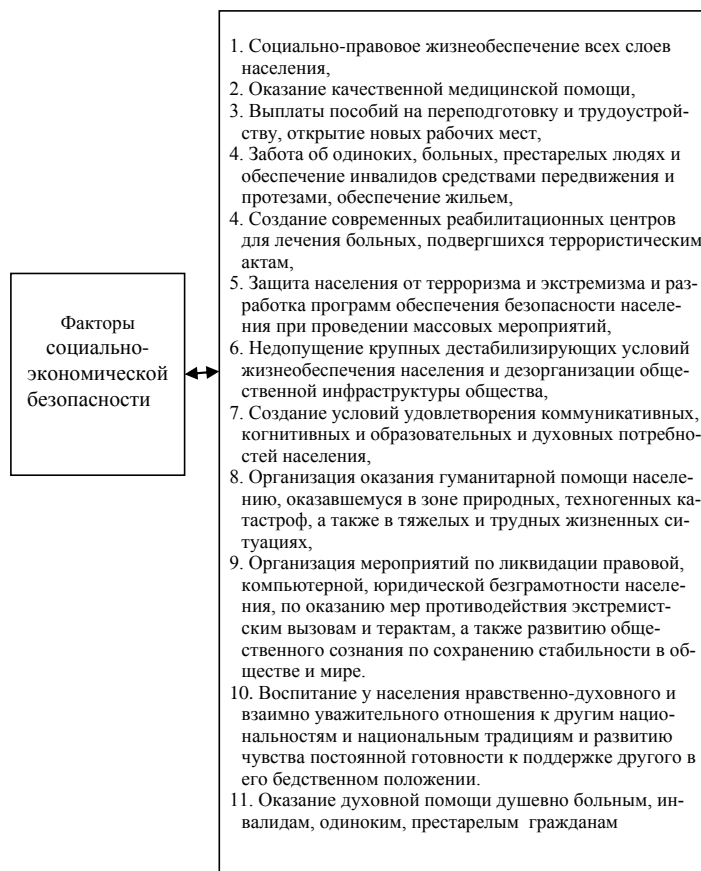 1. Социально-правовое жизнеобеспечение всех слоев
населения,
2. Оказание качественной медицинской помощи,
3. Выплаты пособий на переподготовку и трудоустрой-
ству, открытие новых рабочих мест,
4. Забота об одиноких, больных, престарелых людях и
обеспечение инвалидов средствами передвижения и
протезами, обеспечение жильем,
4. Создание современных реабилитационных центров
для лечения больных, подвергшихся террористическим
актам,
5. Защита населения от терроризма и экстремизма и раз-
работка программ обеспечения безопасности населе-
ния при проведении массовых мероприятий,
6. Недопущение крупных дестабилизирующих условий
жизнеобеспечения населения и дезорганизации обще-
ственной инфраструктуры общества,
7. Создание условий удовлетворения коммуникативных,
когнитивных и образовательных и духовных потребно-
стей населения,
8. Организация оказания гуманитарной помощи населе-
нию, оказавшемуся в зоне природных, техногенных ка-
тастроф, а также в тяжелых и трудных жизненных си-
туациях,
9. Организация мероприятий по ликвидации правовой,
компьютерной, юридической безграмотности населе-
ния, по оказанию мер противодействия экстремист-
ским вызовам и терактам, а также развитию обще-
ственного сознания по сохранению стабильности в об-
ществе и мире.
10. Воспитание у населения нравственно-духовного и
взаимно уважительного отношения к другим нацио-
нальностям и национальным традициям и развитию
чувства постоянной готовности к поддержке другого в
его бедственном положении.
11. Оказание духовной помощи душевно больным, ин-
валидам, одиноким, престарелым гражданам
Факторы
социально-
экономической
безопасности